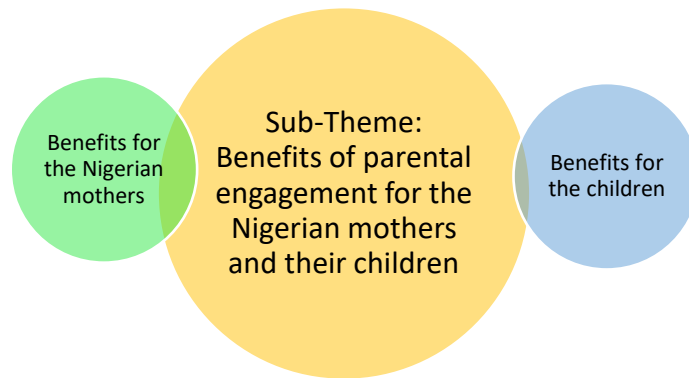 Benefits for
the Nigerian
mothers
Sub-Theme:
Benefits of parental
engagement for the
Nigerian mothers
and their children
Benefits for
the children